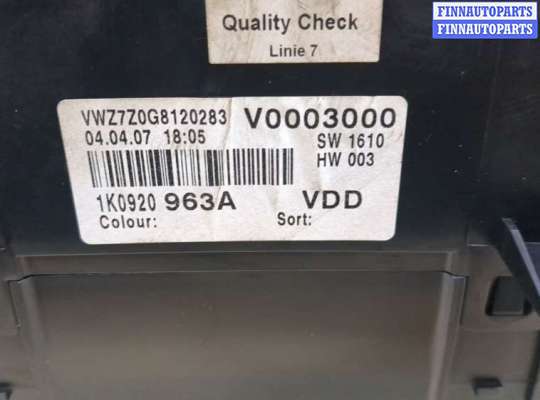 FINNAUTOPARTS
FINNAUTOPARTS
Quality Check
Linie 7
VWZ7Z0G8120283 V0003000
04.04.07 18:05 SW 1610
HW 003
1K0920 963A VDD
Colour: Sort: